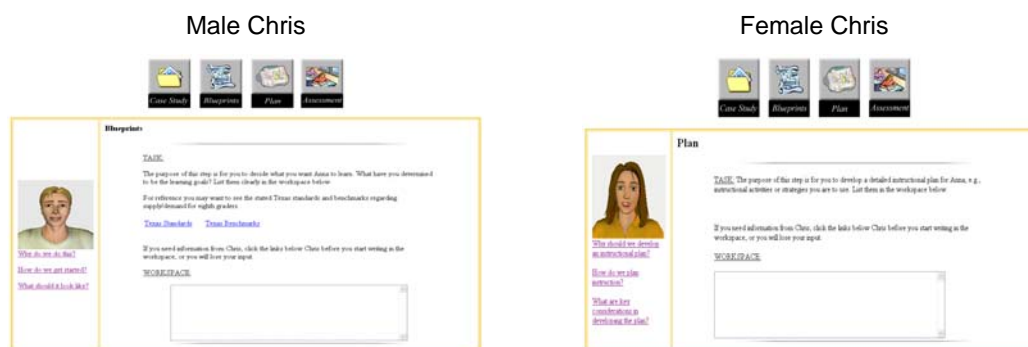 Male Chris
Case Study Blueprints Plan Assessment
Blueprints
TASK:
The purpose of this step is for you to decide what you want Anna to learn. What have you determined
to be the learning goals? List them clearly in the workspace below.
For reference you may want to see the stated Texas standards and benchmarks regarding
supply/demand for eighth graders.
Texas Standards Texas Benchmarks
If you need information from Chris, click the links below Chris before you start writing in the
workspace, or you will lose your input.
WORKSPACE
Why do we do this?
How do we get started?
What should it look like?
Female Chris
Case Study Blueprints Plan Assessment
Plan
TASK: The purpose of this step is for you to develop a detailed instructional plan for Anna, e.g.,
instructional activities or strategies you are to use. List them in the workspace below.
If you need information from Chris, click the links below Chris before you start writing in the
workspace, or you will lose your input.
WORKSPACE
Why should we develop
an instructional plan?
How do we plan
instruction?
What are key
considerations in
developing the plan?